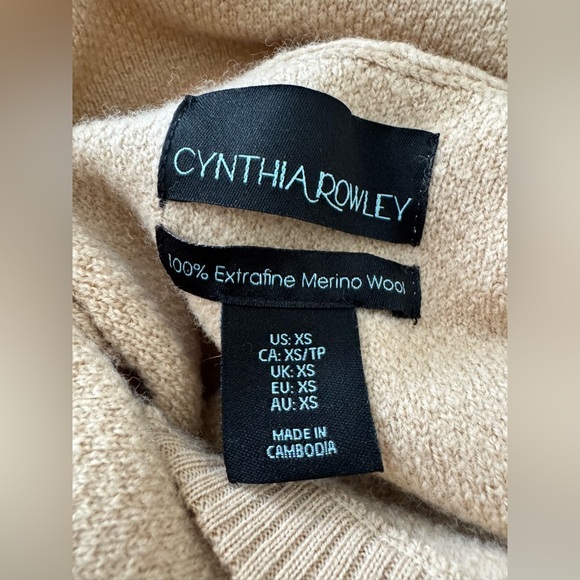 CYNTHIA ROWLEY
100% Extrafine Merino Wool
US: XS
CA: XS/TP
UK: XS
EU: XS
AU: XS
MADE IN
CAMBODIA